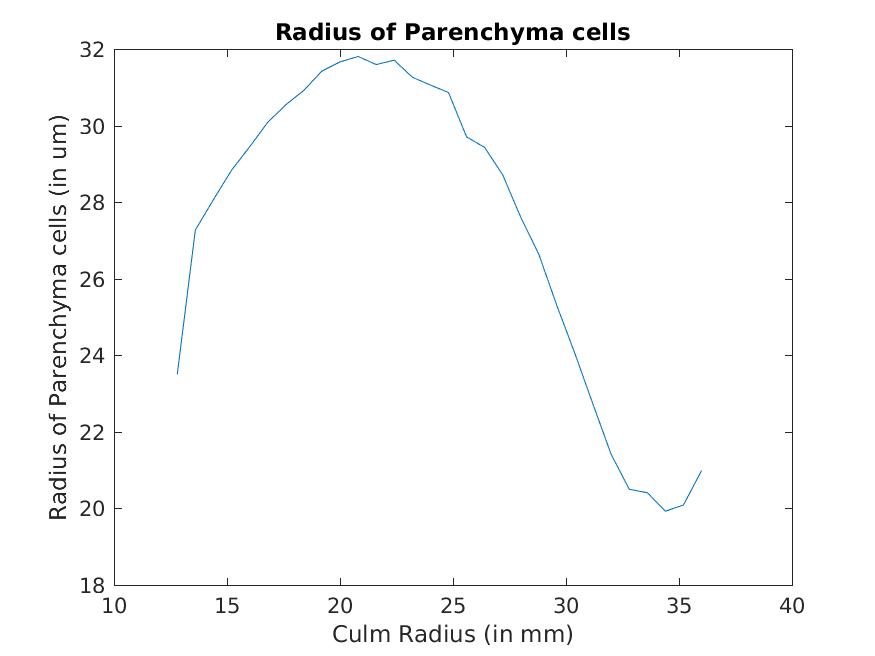 Radius of Parenchyma cells
32
30
28
26
24
22
20
18
Radius of Parenchyma cells (in um)
10 15 20 25 30 35 40
Culm Radius (in mm)